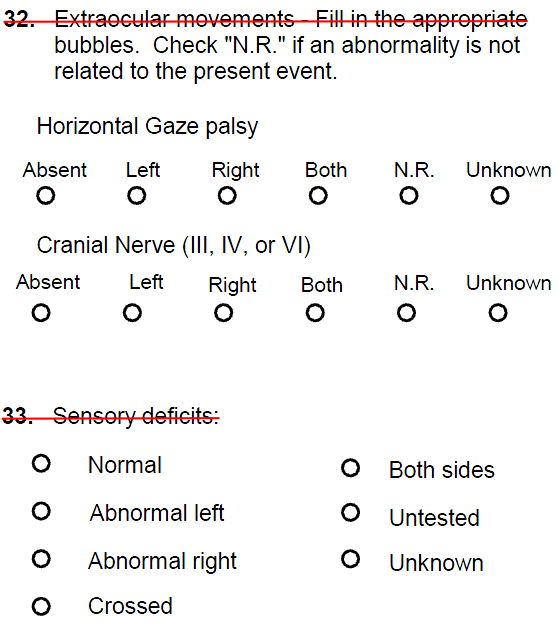 32. Extraocular movements - Fill in the appropriate
bubbles. Check "N.R." if an abnormality is not
related to the present event.
Horizontal Gaze palsy
Absent Left Right Both N.R. Unknown
Cranial Nerve (III, IV, or VI)
Absent Left Right Both N.R. Unknown
33. Sensory deficits:
Normal
Abnormal left
Abnormal right
Crossed
Both sides
Untested
Unknown